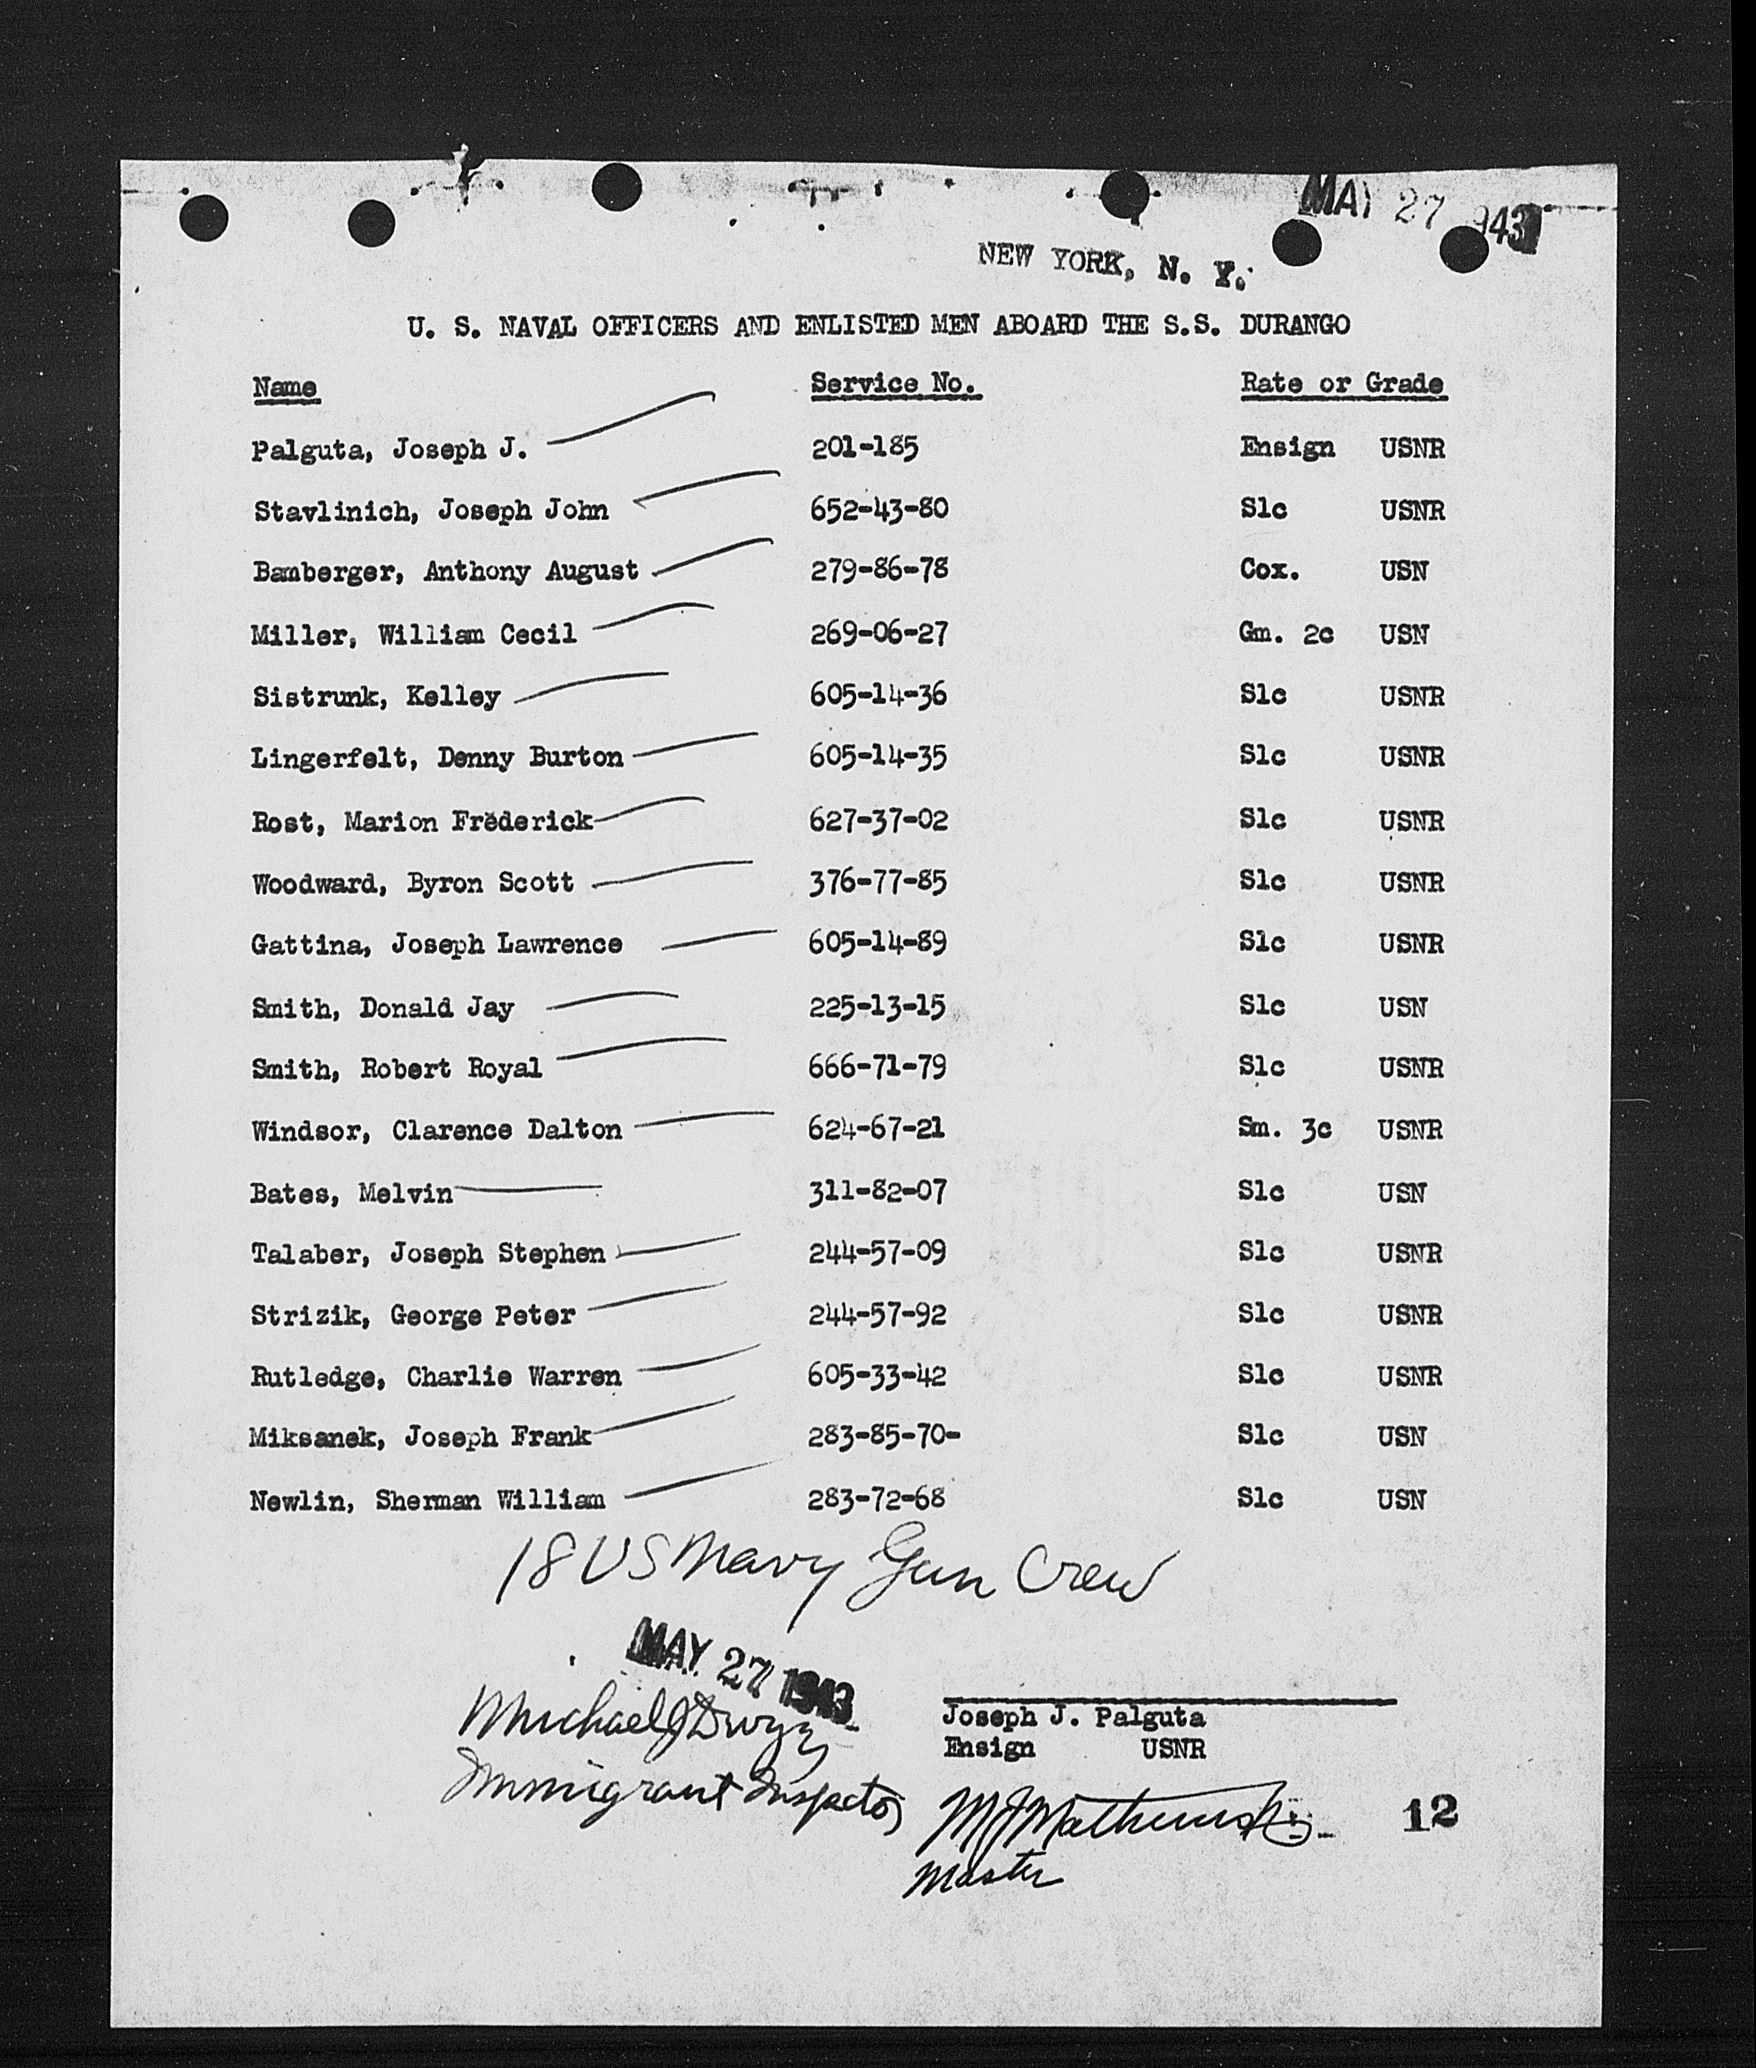 MAY 27 1943
NEW YORK, N. Y.
U. S. NAVAL OFFICERS AND ENLISTED MEN ABOARD THE S.S. DURANGO
Name Service No. Rate or Grade
Palguta, Joseph J. 201-185 Ensign USNR
Stavlinich, Joseph John 652-43-80 S1c USNR
Bamberger, Anthony August 279-86-78 Cox. USN
Miller, William Cecil 269-06-27 Gm. 2c USN
Sistrunk, Kelley 605-14-36 S1c USNR
Lingerfelt, Denny Burton 605-14-35 S1c USNR
Rost, Marion Frederick 627-37-02 S1c USNR
Woodward, Byron Scott 376-77-85 S1c USNR
Gattina, Joseph Lawrence 605-14-89 S1c USNR
Smith, Donald Jay 225-13-15 S1c USN
Smith, Robert Royal 666-71-79 S1c USNR
Windsor, Clarence Dalton 624-67-21 Sm. 3c USNR
Bates, Melvin 311-82-07 S1c USN
Talaber, Joseph Stephen 244-57-09 S1c USNR
Strizik, George Peter 244-57-92 S1c USNR
Rutledge, Charlie Warren 605-33-42 S1c USNR
Miksanek, Joseph Frank 283-85-70- S1c USN
Newlin, Sherman William 283-72-68 S1c USN
18 US Navy Gun Crew
MAY 27 1943
Michael J
Immigrant Inspector
Joseph J. Palguta
Ensign USNR
12
Master